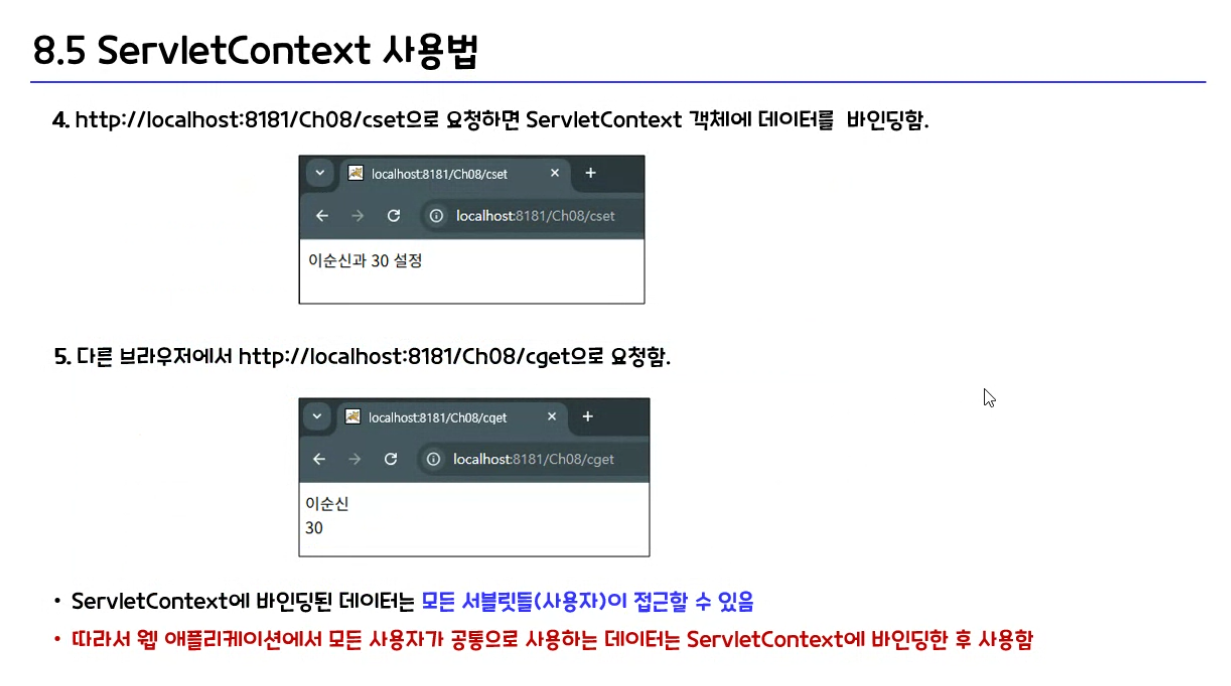 8.5 ServletContext 사용법
4. http://localhost:8181/Ch08/cset으로 요청하면 ServletContext 객체에 데이터를 바인딩함.
localhost:8181/Ch08/cset
localhost:8181/Ch08/cset
이순신과 30 설정
5. 다른 브라우저에서 http://localhost:8181/Ch08/cget으로 요청함.
localhost:8181/Ch08/cget
localhost:8181/Ch08/cget
이순신
30
• ServletContext에 바인딩된 데이터는 모든 서블릿들(사용자)이 접근할 수 있음
• 따라서 웹 애플리케이션에서 모든 사용자가 공통으로 사용하는 데이터는 ServletContext에 바인딩한 후 사용함